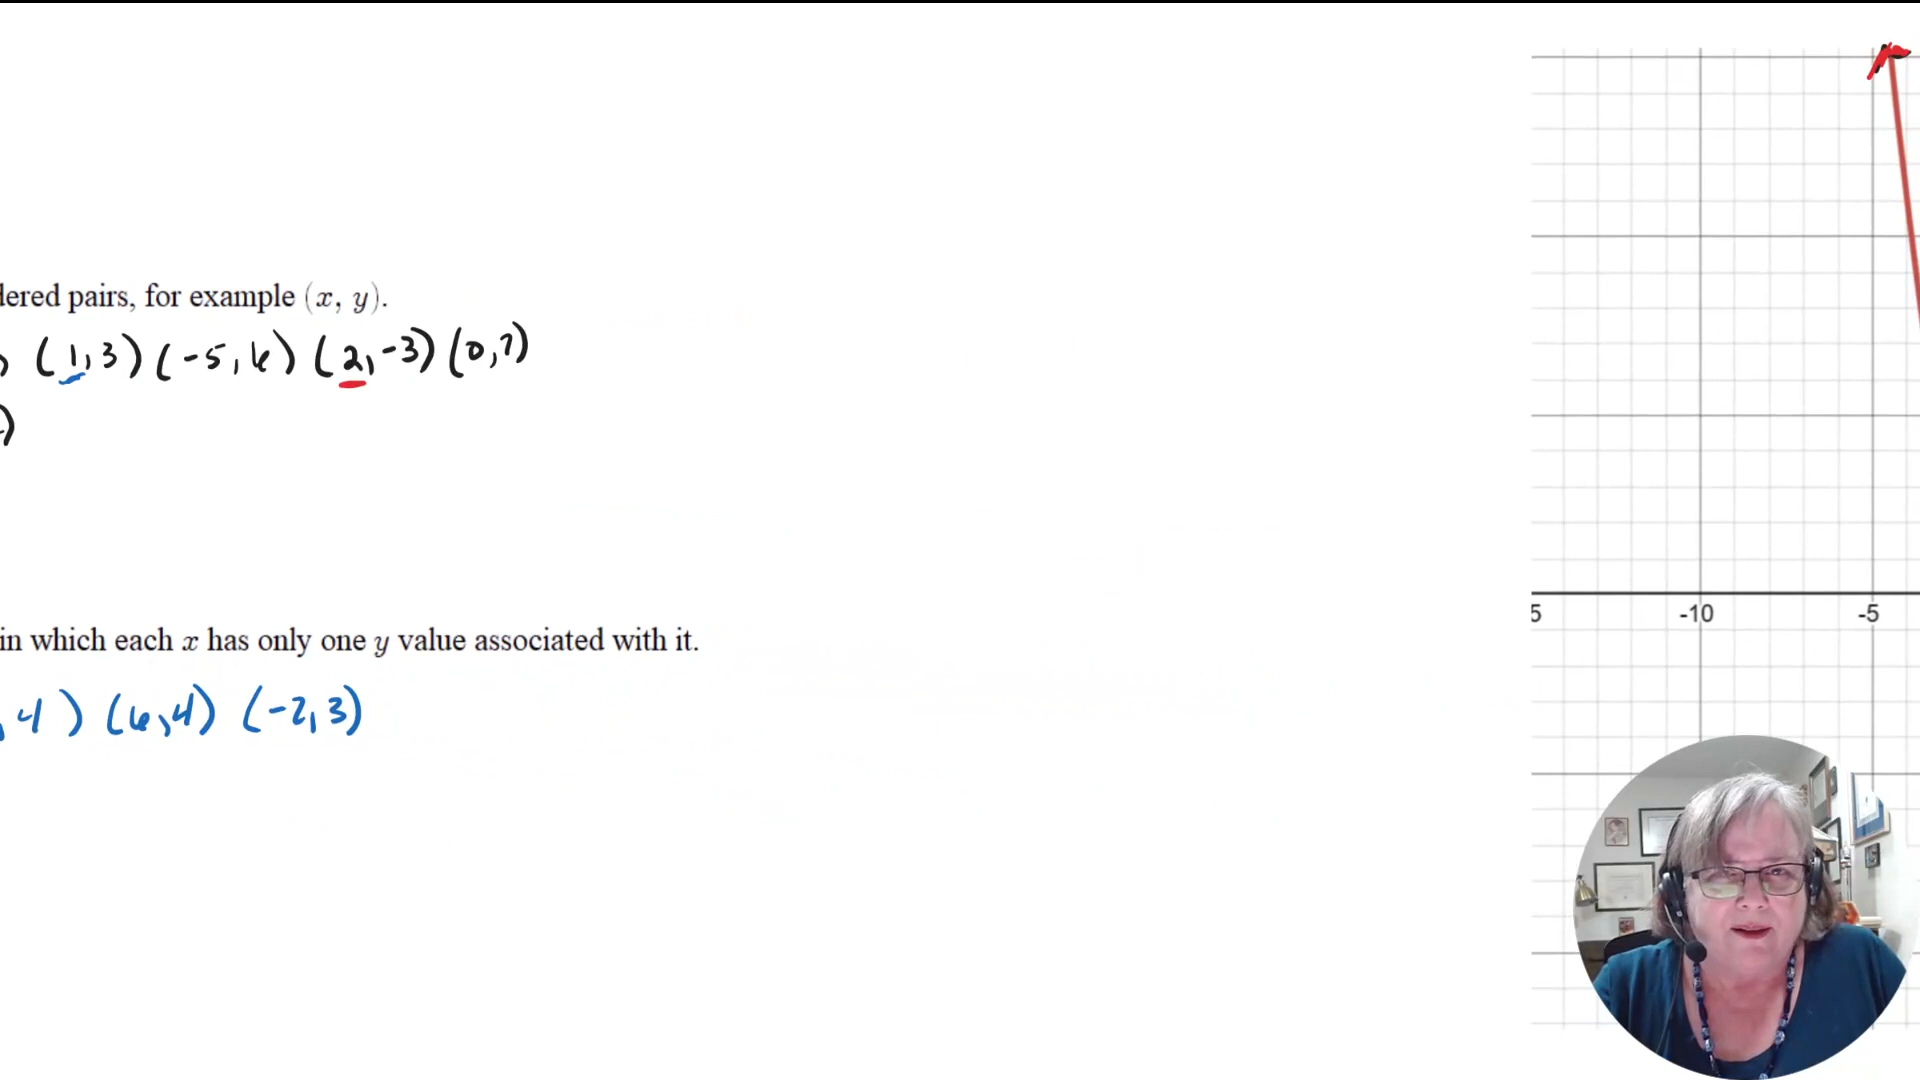 dered pairs, for example (x, y).
) (1,3) (-5,6) (2,-3) (0,7)
)
in which each x has only one y value associated with it.
, 4 ) (6,4) (-2,3)
5 -10 -5